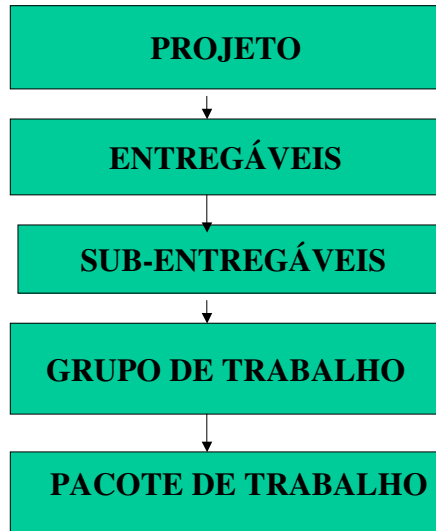 PROJETO
ENTREGÁVEIS
SUB-ENTREGÁVEIS
GRUPO DE TRABALHO
PACOTE DE TRABALHO